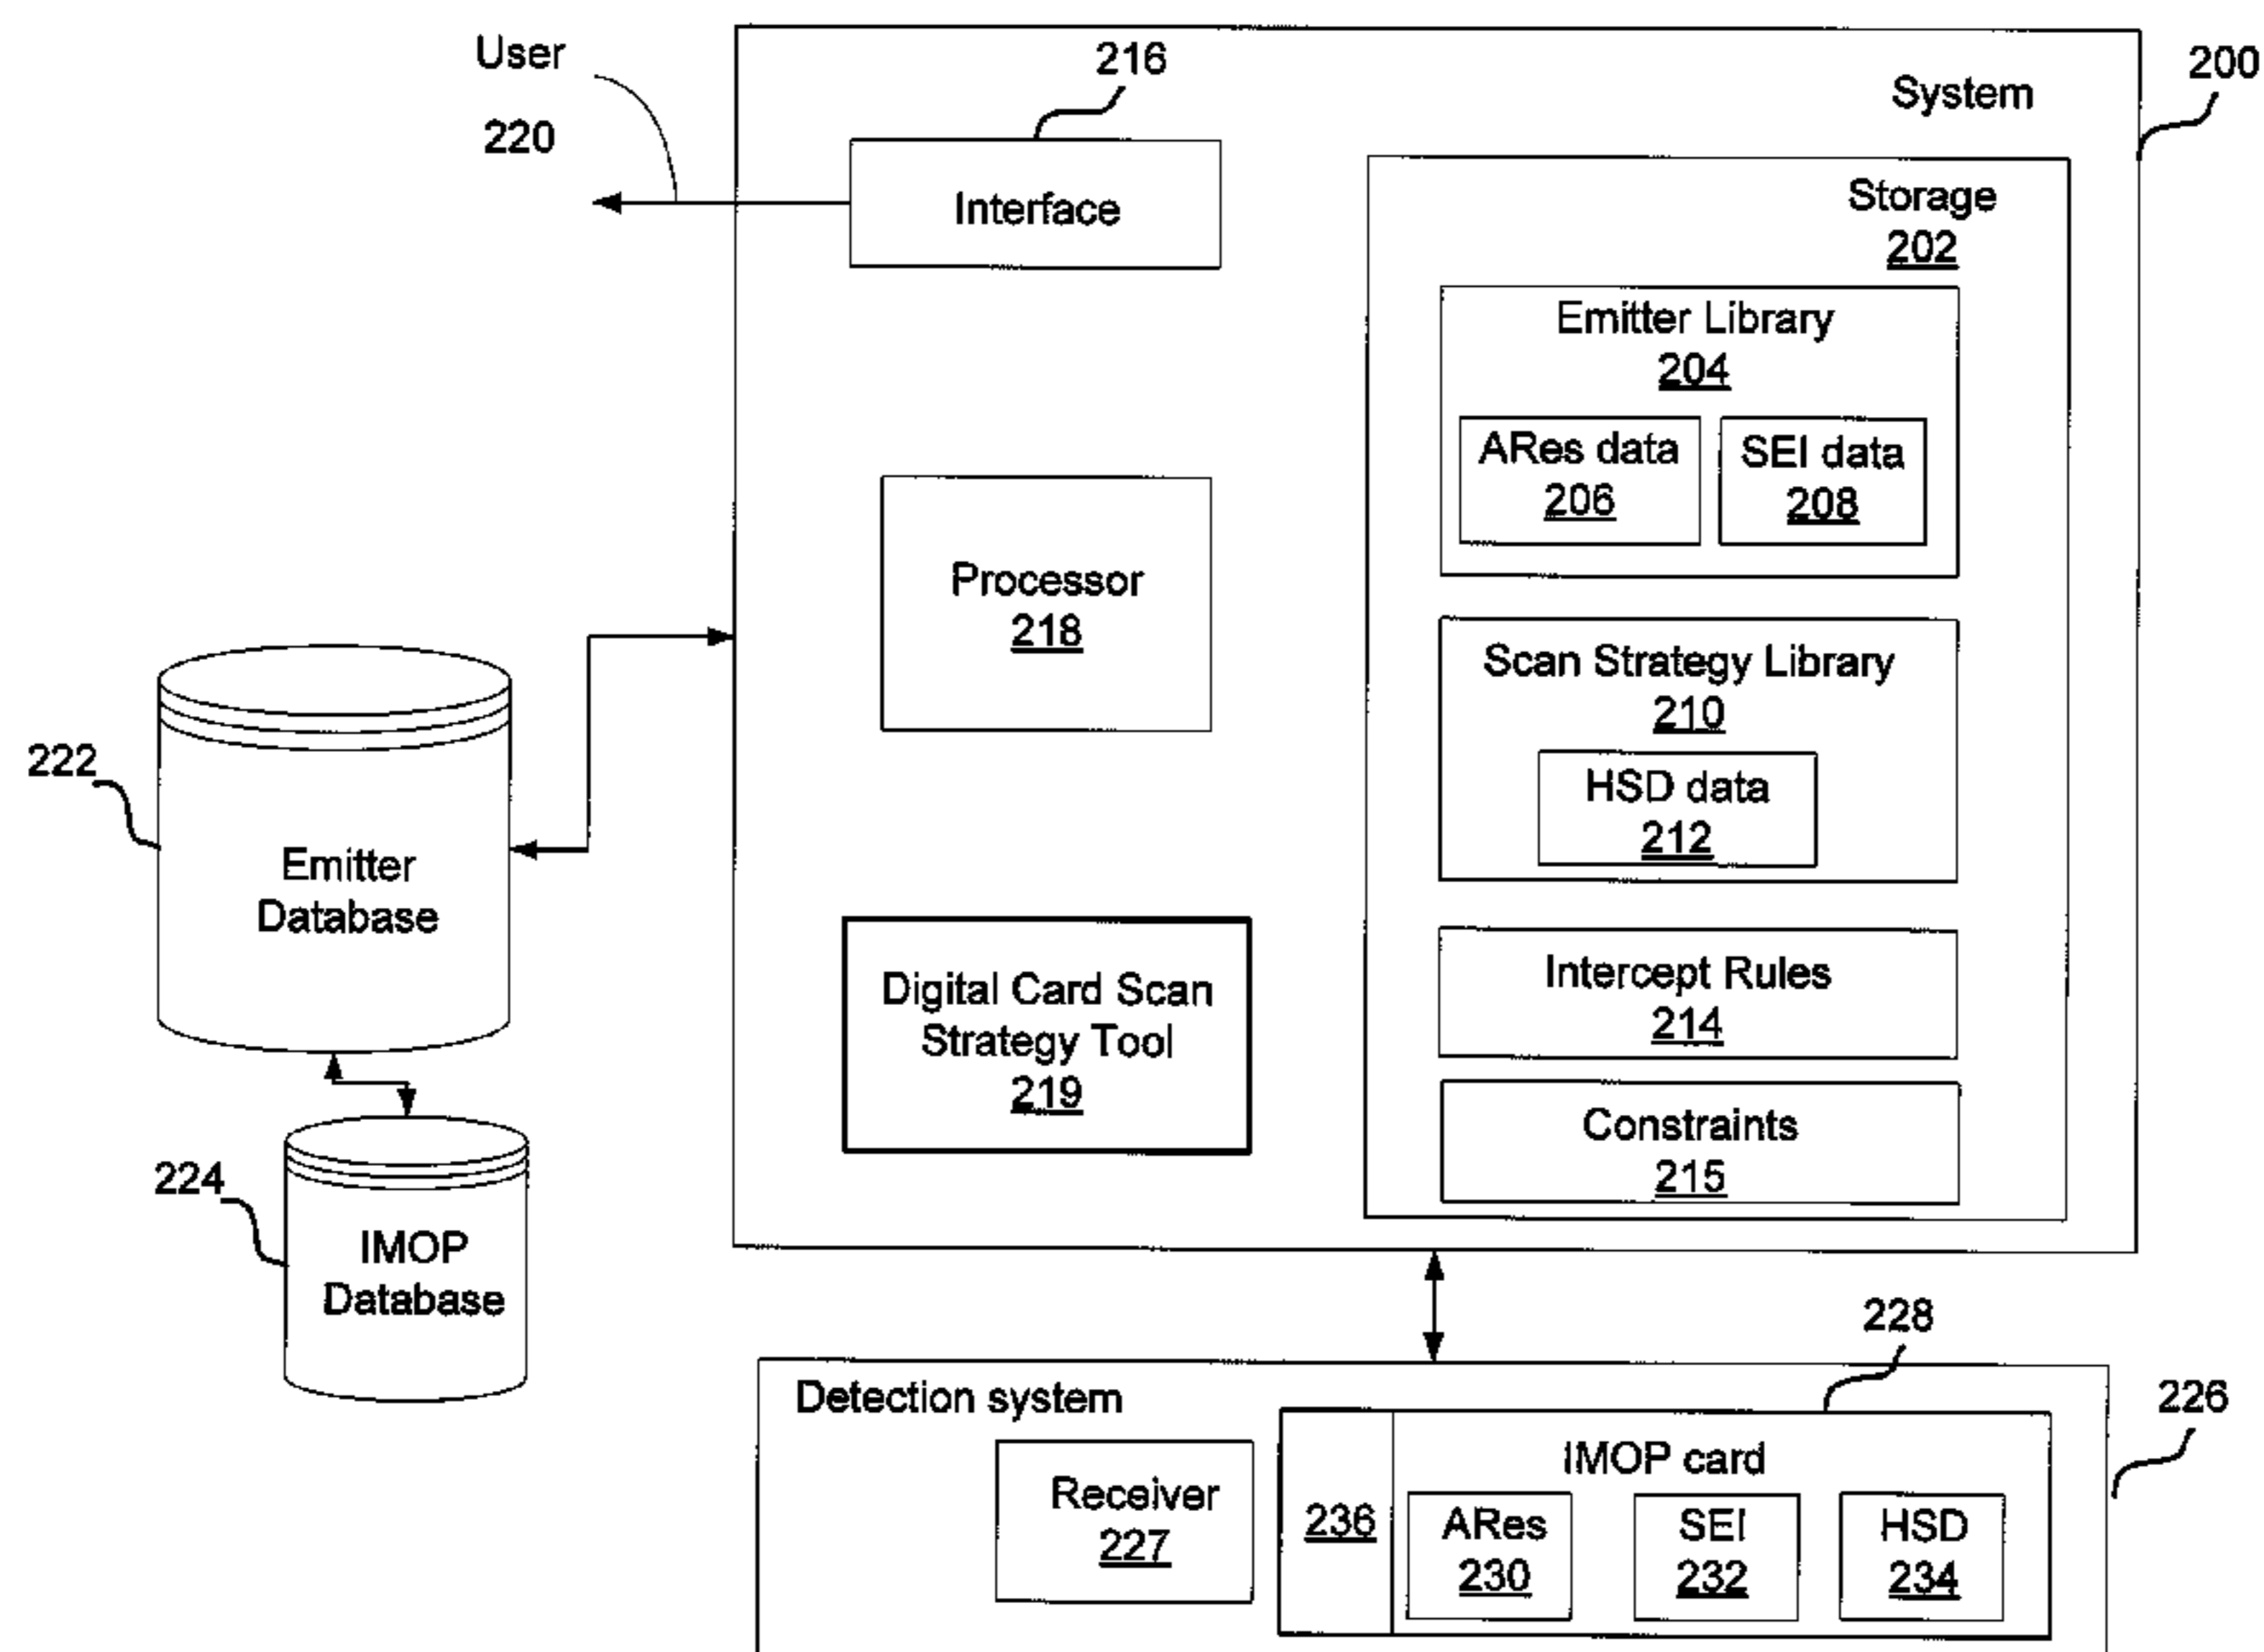 User
220
216
System
200
Interface
Storage
202
Emitter Library
204
ARes data
206
SEI data
208
Processor
218
Scan Strategy Library
210
HSD data
212
222
Emitter
Database
Digital Card Scan
Strategy Tool
219
Intercept Rules
214
Constraints
215
224
IMOP
Database
228
226
Detection system
Receiver
227
236
IMOP card
ARes
230
SEI
232
HSD
234